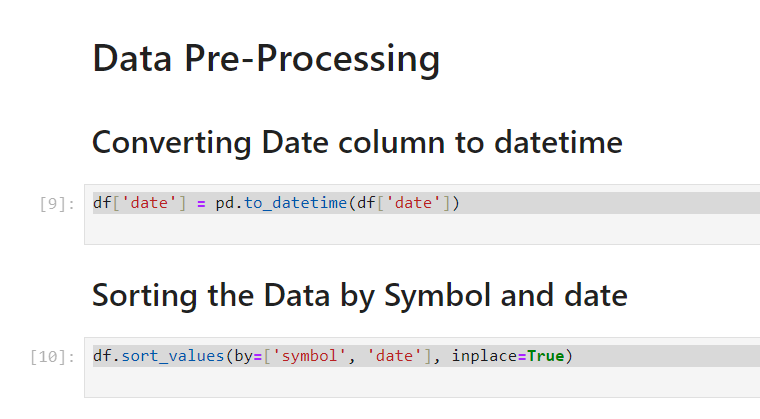 Data Pre-Processing
Converting Date column to datetime
[9]: df['date'] = pd.to_datetime(df['date'])
Sorting the Data by Symbol and date
[10]: df.sort_values(by=['symbol', 'date'], inplace=True)